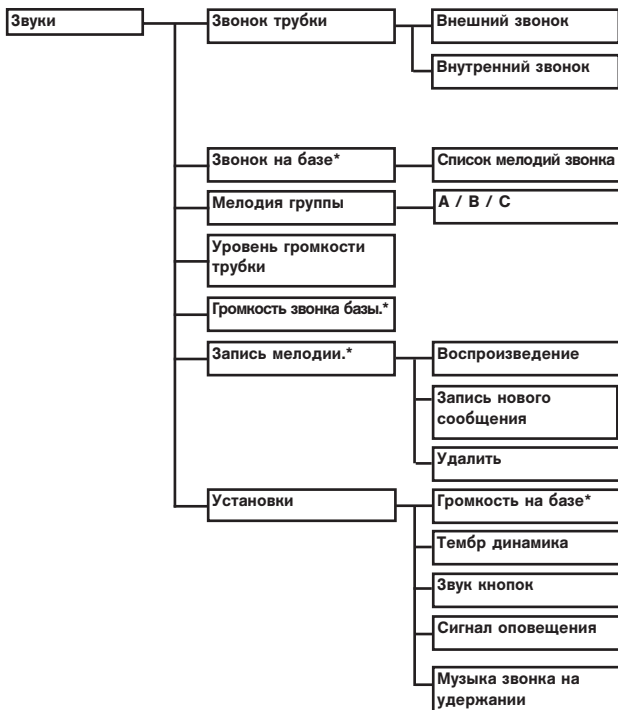 Звуки
Звонок трубки
Внешний звонок
Внутренний звонок
Звонок на базе*
Список мелодий звонка
Мелодия группы
A / B / C
Уровень громкости
трубки
Громкость звонка базы.*
Запись мелодии.*
Воспроизведение
Запись нового
сообщения
Удалить
Установки
Громкость на базе*
Тембр динамика
Звук кнопок
Сигнал оповещения
Музыка звонка на
удержании